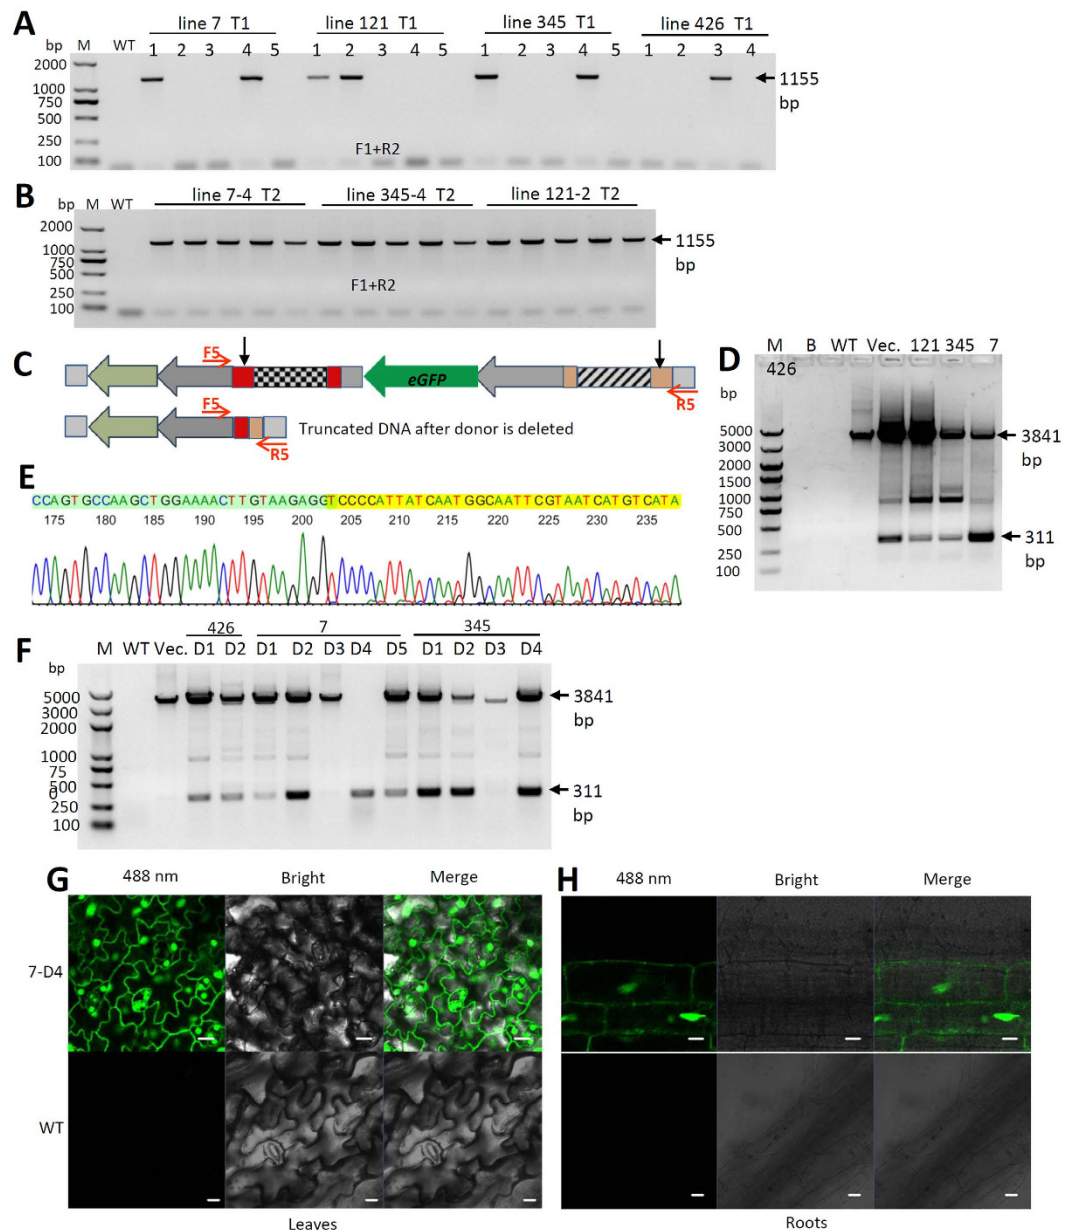 A
line 7 T1 line 121 T1 line 345 T1 line 426 T1
bp M WT 1 2 3 4 5 1 2 3 4 5 1 2 3 4 5 1 2 3 4
2000
1000
750
500
250
100
1155
bp
F1+R2
B
line 7-4 T2 line 345-4 T2 line 121-2 T2
bp M WT
2000
1000
750
500
250
100
1155
bp
F1+R2
C
F5
eGFP
R5
F5
R5
Truncated DNA after donor is deleted
D
M B WT Vec. 121 345 7
426
bp
5000
3000
2000
1500
1000
750
500
250
100
3841
bp
311
bp
E
CCAGTGCCAAGCTGGAAAACTTGTAAGAGGTCCCCATTATCAATGGCAATTCGTAATCATGTCATA
175 180 185 190 195 200 205 210 215 220 225 230 235
F
426 7 345
M WT Vec. D1 D2 D1 D2 D3 D4 D5 D1 D2 D3 D4
bp
5000
3000
2000
1000
75
0
500
250
100
3841
bp
311
bp
G
488 nm Bright Merge
7-D4
WT
Leaves
H
488 nm Bright Merge
Roots